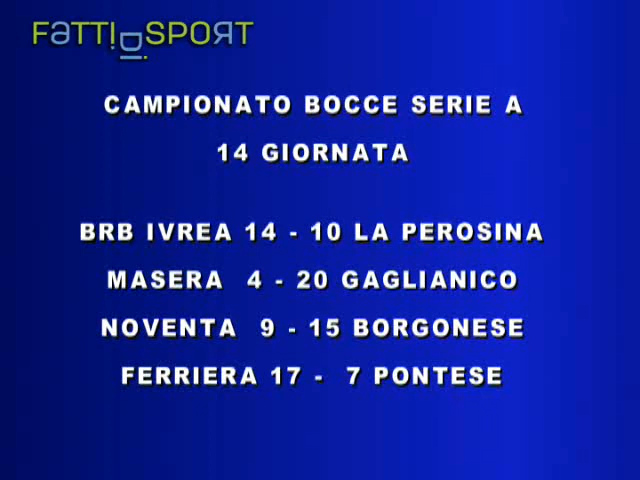 FATTI DI SPORT
CAMPIONATO BOCCE SERIE A
14 GIORNATA
BRB IVREA 14 - 10 LA PEROSINA
MASERA 4 - 20 GAGLIANICO
NOVENTA 9 - 15 BORGONESE
FERRIERA 17 - 7 PONTESE